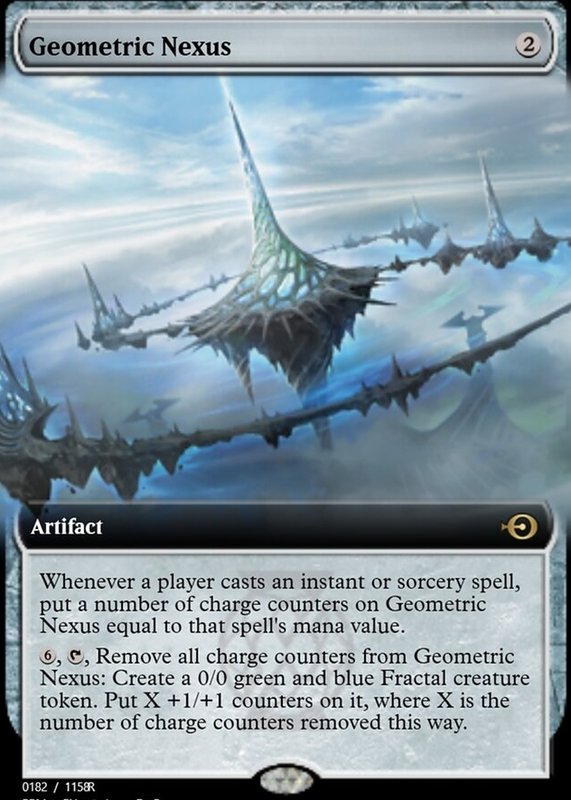 Geometric Nexus 2
Artifact
Whenever a player casts an instant or sorcery spell,
put a number of charge counters on Geometric
Nexus equal to that spell's mana value.
6, , Remove all charge counters from Geometric
Nexus: Create a 0/0 green and blue Fractal creature
token. Put X +1/+1 counters on it, where X is the
number of charge counters removed this way.
0182 / 1158R